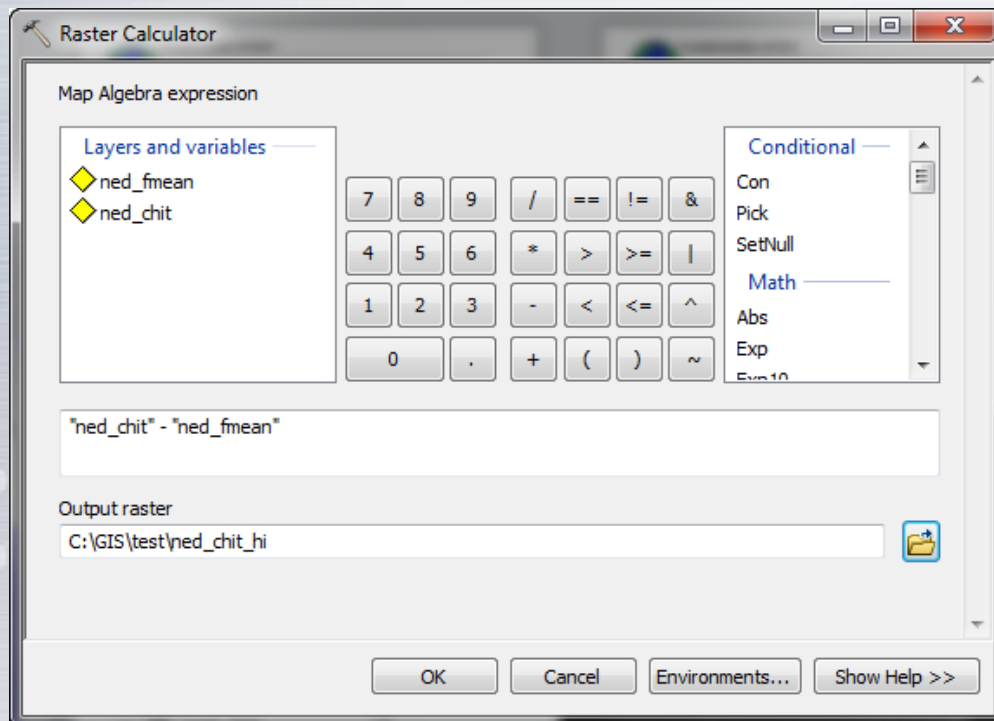 Raster Calculator
Map Algebra expression
Layers and variables
ned_fmean
ned_chit
7 8 9 / == != &
4 5 6 * > >= |
1 2 3 - < <= ^
0 . + ( ) ~
Conditional
Con
Pick
SetNull
Math
Abs
Exp
Exp10
"ned_chit" - "ned_fmean"
Output raster
C:\GIS\test\ned_chit_hi
OK Cancel Environments... Show Help >>